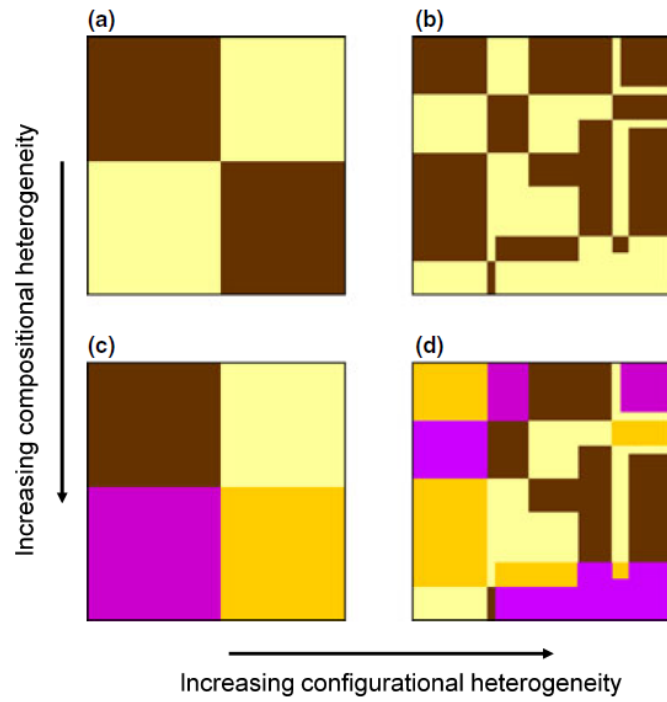 (a)
(b)
Increasing compositional heterogeneity
(c)
(d)
Increasing configurational heterogeneity